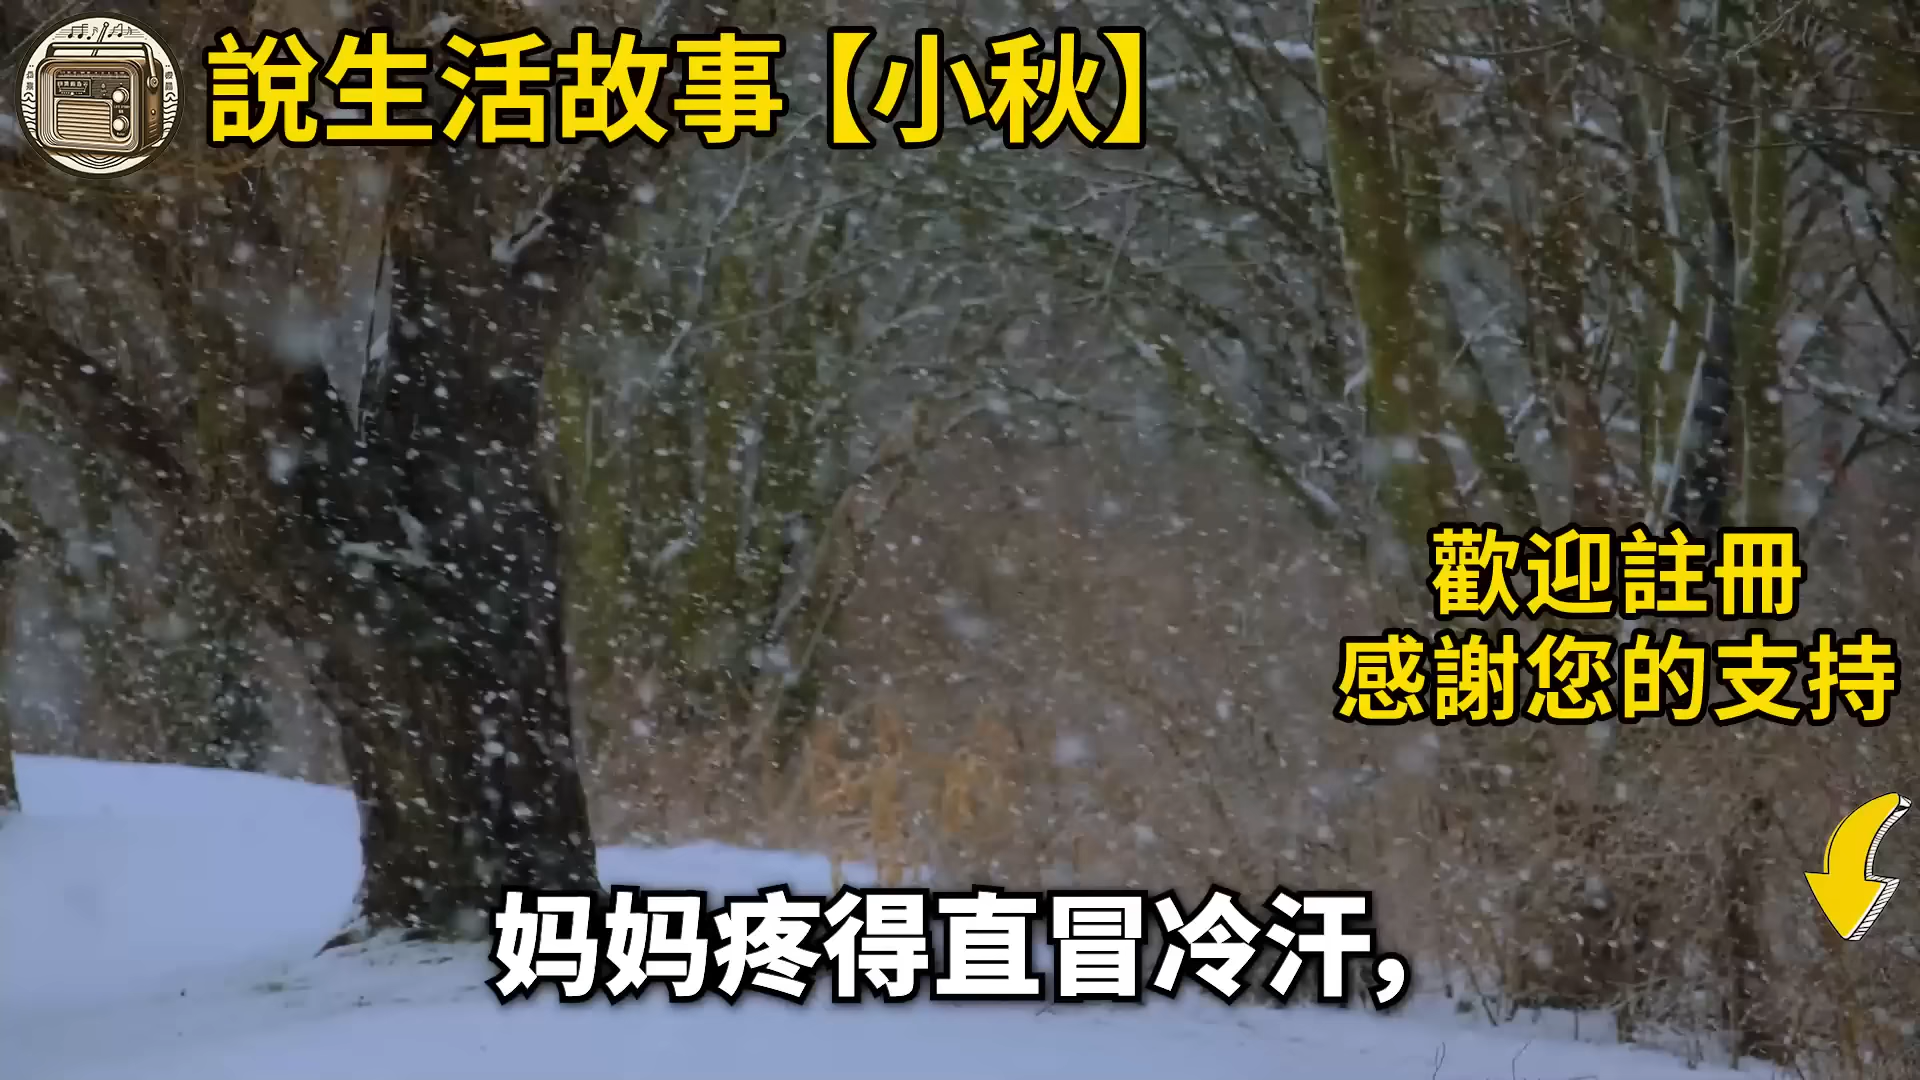 說生活故事【小秋】
歡迎註冊
感謝您的支持
妈妈疼得直冒冷汗,